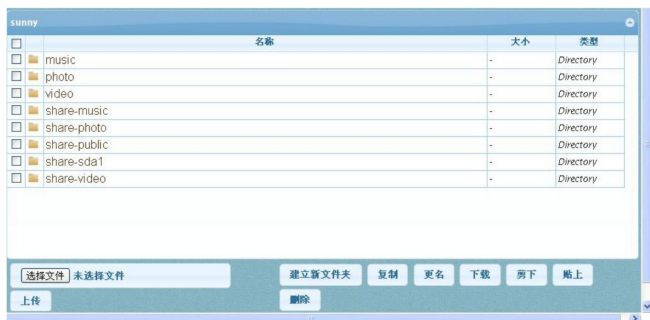 sunny
名称 大小 类型
music - Directory
photo - Directory
video - Directory
share-music - Directory
share-photo - Directory
share-public - Directory
share-sda1 - Directory
share-video - Directory
选择文件 未选择文件 建立新文件夹 复制 更名 下载 剪下 贴上
上传 删除